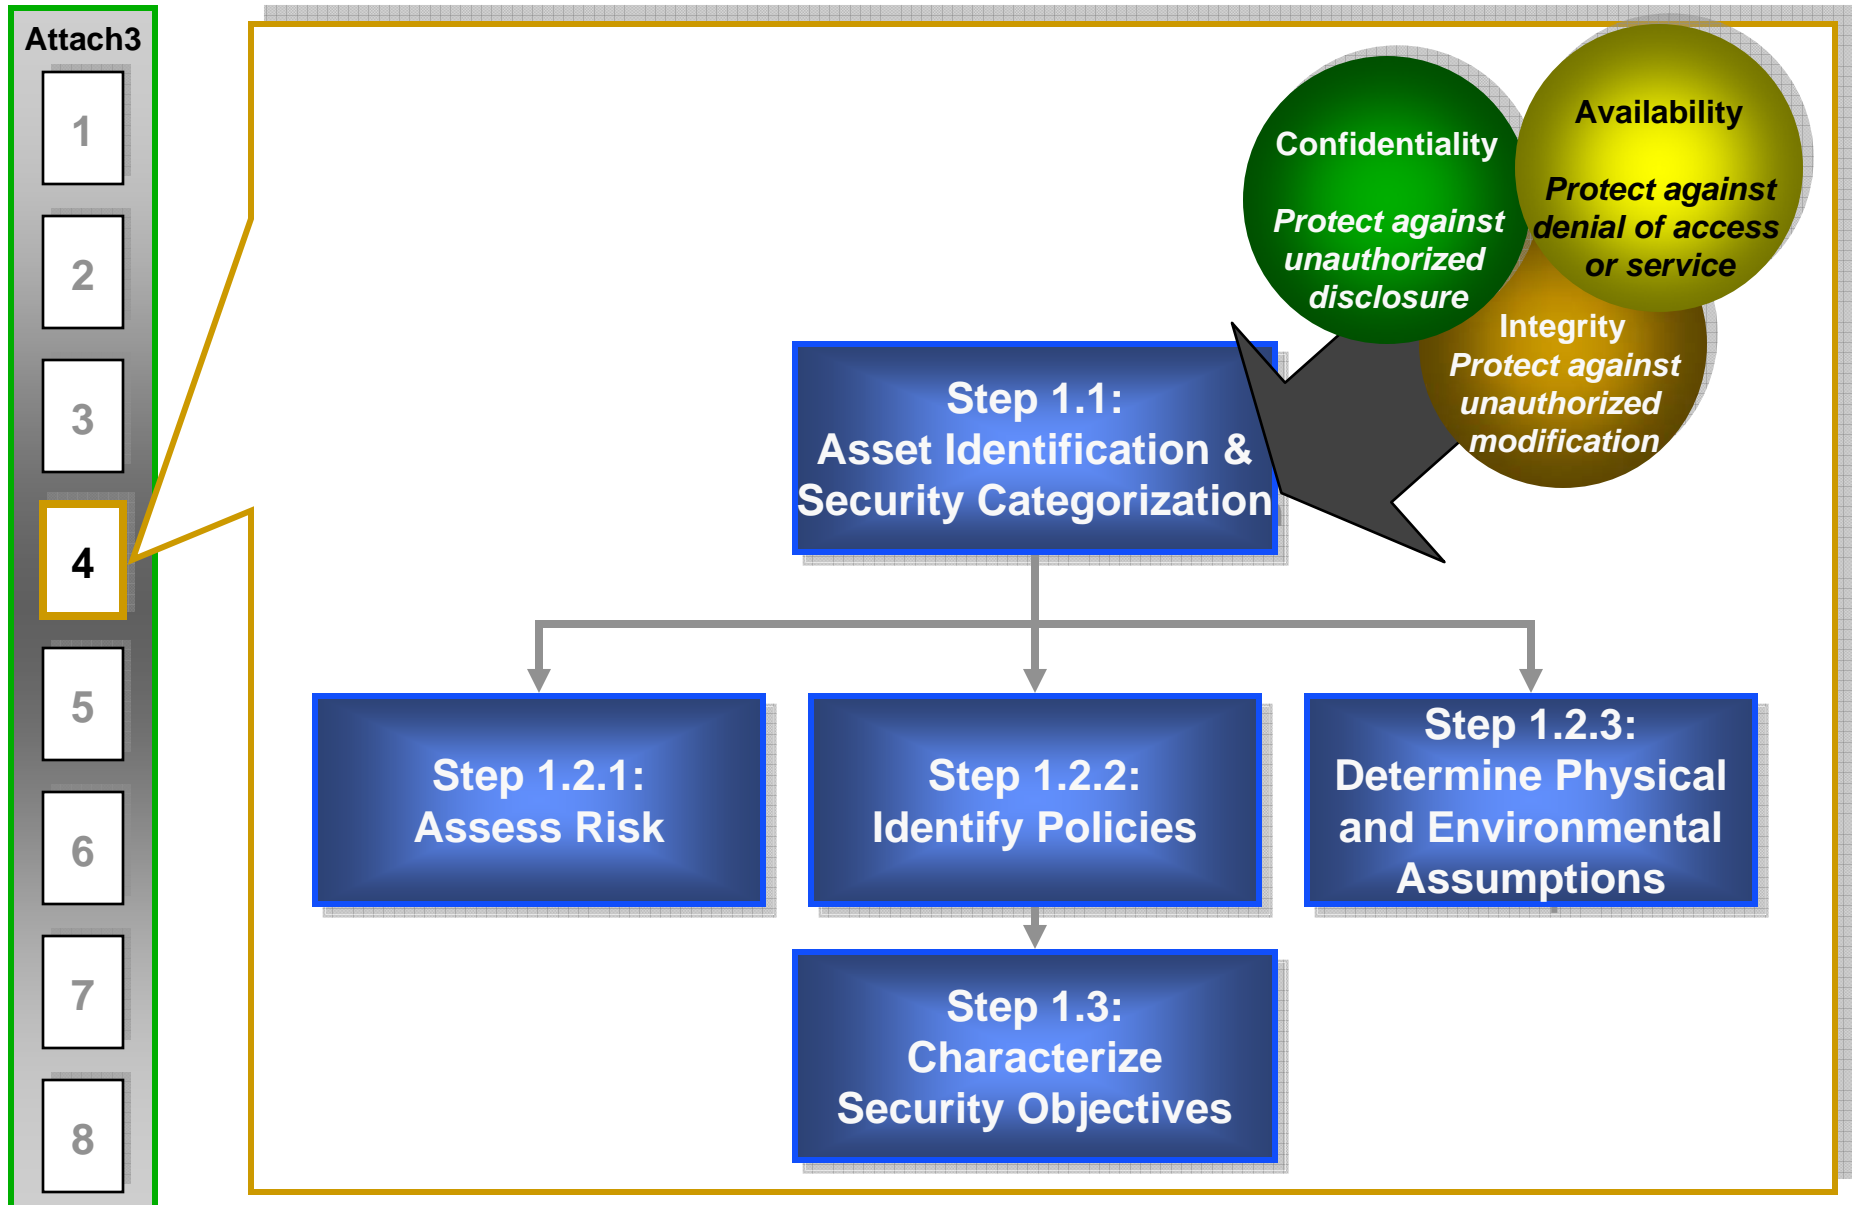 Attach3
1
2
3
4
5
6
7
8
Confidentiality
Protect against
unauthorized
disclosure
Availability
Protect against
denial of access
or service
Integrity
Protect against
unauthorized
modification
Step 1.1:
Asset Identification &
Security Categorization
Step 1.2.1:
Assess Risk
Step 1.2.2:
Identify Policies
Step 1.2.3:
Determine Physical
and Environmental
Assumptions
Step 1.3:
Characterize
Security Objectives